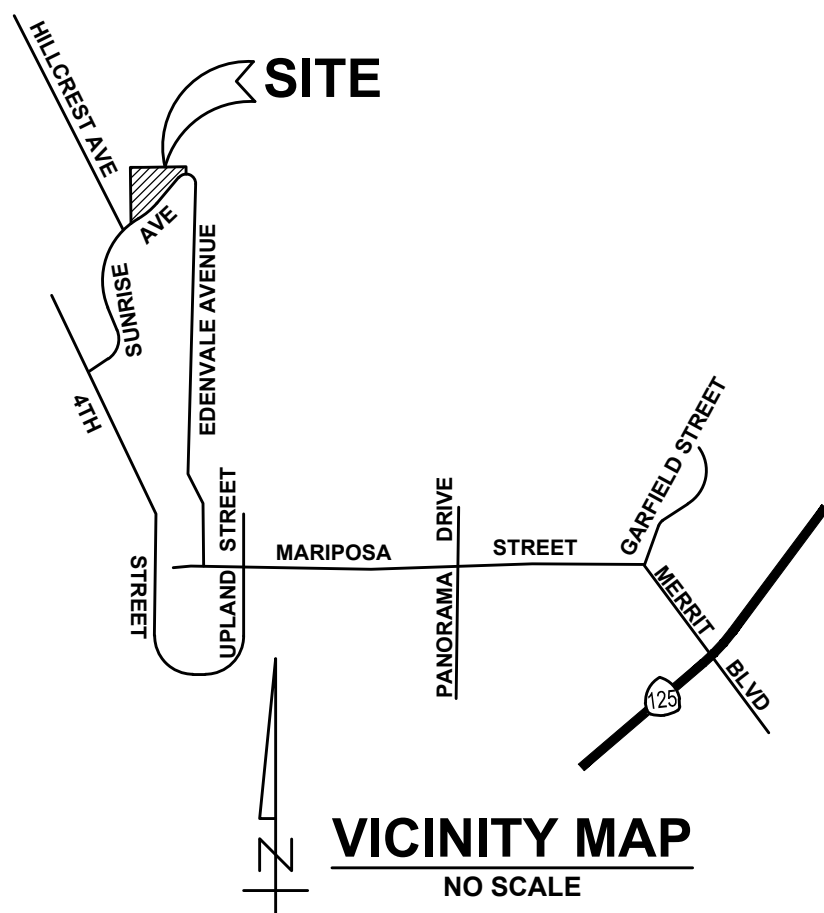 HILLCREST AVE
SITE
AVE
SUNRISE
EDENVALE AVENUE
4TH
STREET
UPLAND STREET
MARIPOSA STREET
PANORAMA DRIVE
GARFIELD STREET
MERRIT BLVD
125
N
VICINITY MAP
NO SCALE